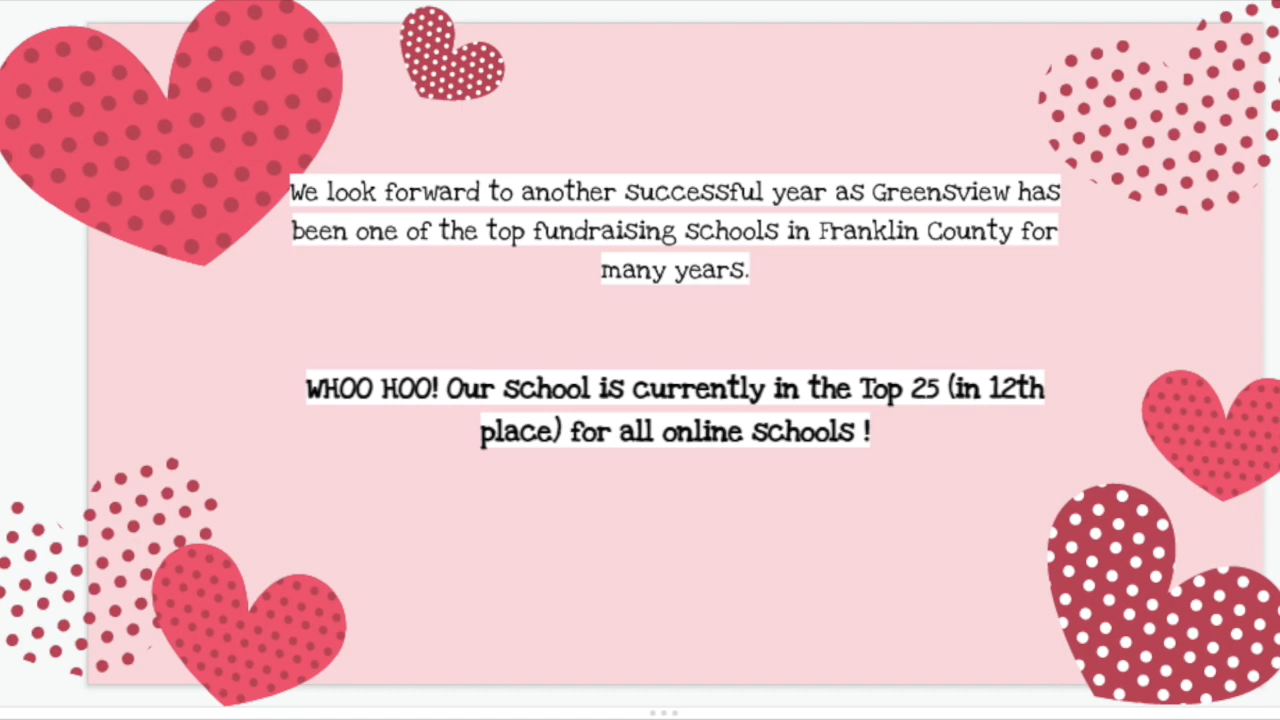 We look forward to another successful year as Greensview has
been one of the top fundraising schools in Franklin County for
many years.
WHOO HOO! Our school is currently in the Top 25 (in 12th
place) for all online schools !